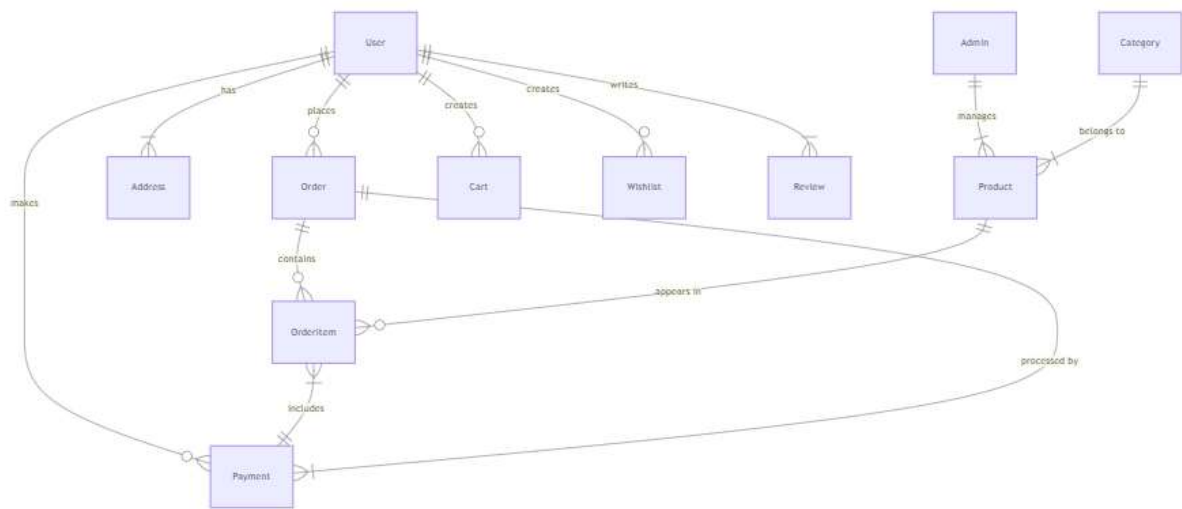 User
Admin
Category
has
places
creates
creates
writes
manages
belongs to
Address
Order
Cart
Wishlist
Review
Product
makes
contains
appears in
OrderItem
processed by
includes
Payment